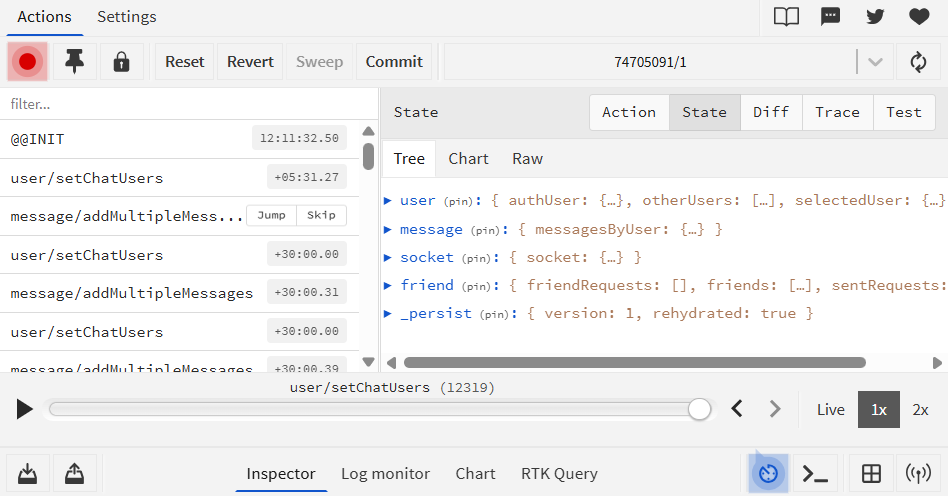 Actions Settings
Reset Revert Sweep Commit 74705091/1
filter...
State Action State Diff Trace Test
@@INIT 12:11:32.50
Tree Chart Raw
user/setChatUsers +05:31.27
message/addMultipleMess... Jump Skip
user/setChatUsers +30:00.00
message/addMultipleMessages +30:00.31
user/setChatUsers +30:00.00
message/addMultipleMessages +30:00.39
▶ user (pin): { authUser: {…}, otherUsers: […], selectedUser: {…}
▶ message (pin): { messagesByUser: {…} }
▶ socket (pin): { socket: {…} }
▶ friend (pin): { friendRequests: [], friends: […], sentRequests:
▶ _persist (pin): { version: 1, rehydrated: true }
user/setChatUsers (12319)
Live 1x 2x
Inspector Log monitor Chart RTK Query